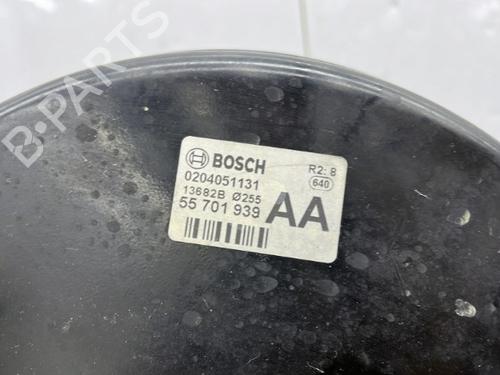 B-PARTS
BOSCH
R2: 8
0204051131
640
13682B Ø255
55 701 939
AA